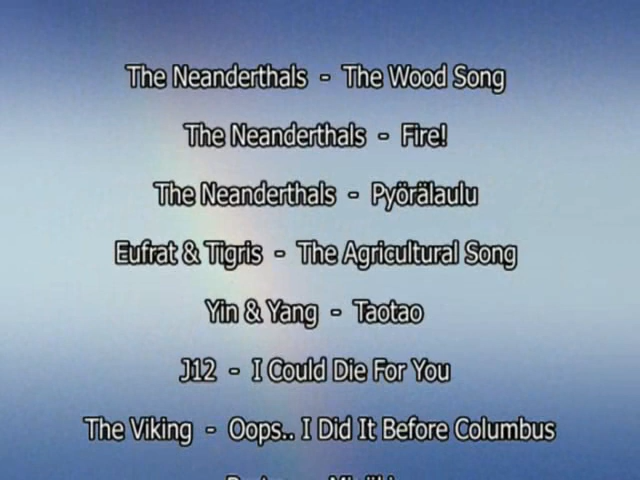 The Neanderthals - The Wood Song
The Neanderthals - Fire!
The Neanderthals - Pyörälaulu
Eufrat & Tigris - The Agricultural Song
Yin & Yang - Taotao
J12 - I Could Die For You
The Viking - Oops.. I Did It Before Columbus